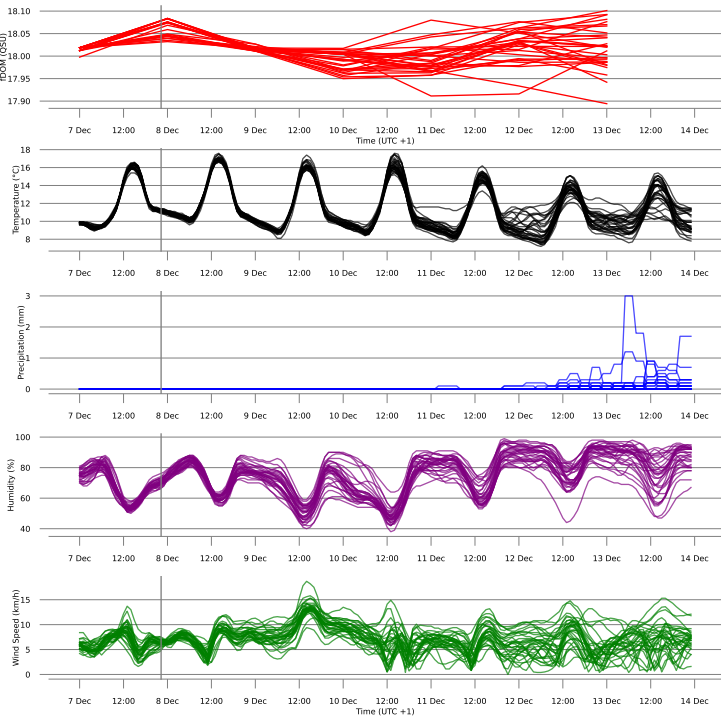 18.10
18.05
18.00
17.95
17.90
fDOM (QSU)
7 Dec 12:00 8 Dec 12:00 9 Dec 12:00 10 Dec 12:00 11 Dec 12:00 12 Dec 12:00 13 Dec 12:00 14 Dec
Time (UTC +1)
18
16
14
12
10
8
Temperature (°C)
7 Dec 12:00 8 Dec 12:00 9 Dec 12:00 10 Dec 12:00 11 Dec 12:00 12 Dec 12:00 13 Dec 12:00 14 Dec
3
2
1
0
Precipitation (mm)
7 Dec 12:00 8 Dec 12:00 9 Dec 12:00 10 Dec 12:00 11 Dec 12:00 12 Dec 12:00 13 Dec 12:00 14 Dec
100
80
60
40
Humidity (%)
7 Dec 12:00 8 Dec 12:00 9 Dec 12:00 10 Dec 12:00 11 Dec 12:00 12 Dec 12:00 13 Dec 12:00 14 Dec
15
10
5
0
Wind Speed (km/h)
7 Dec 12:00 8 Dec 12:00 9 Dec 12:00 10 Dec 12:00 11 Dec 12:00 12 Dec 12:00 13 Dec 12:00 14 Dec
Time (UTC +1)